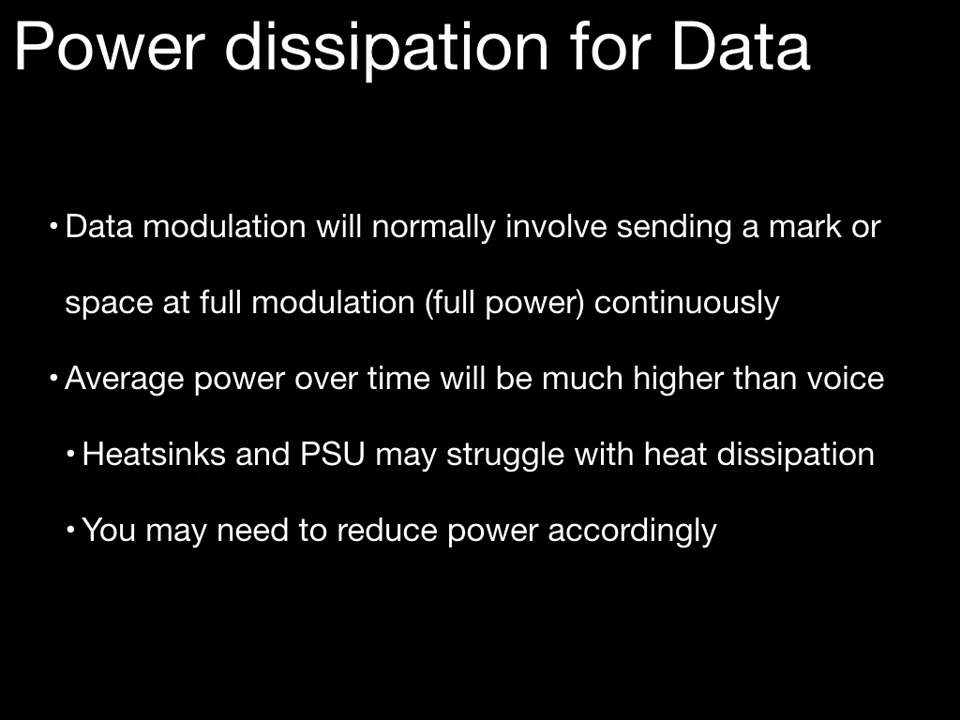 Power dissipation for Data
• Data modulation will normally involve sending a mark or
space at full modulation (full power) continuously
• Average power over time will be much higher than voice
• Heatsinks and PSU may struggle with heat dissipation
• You may need to reduce power accordingly